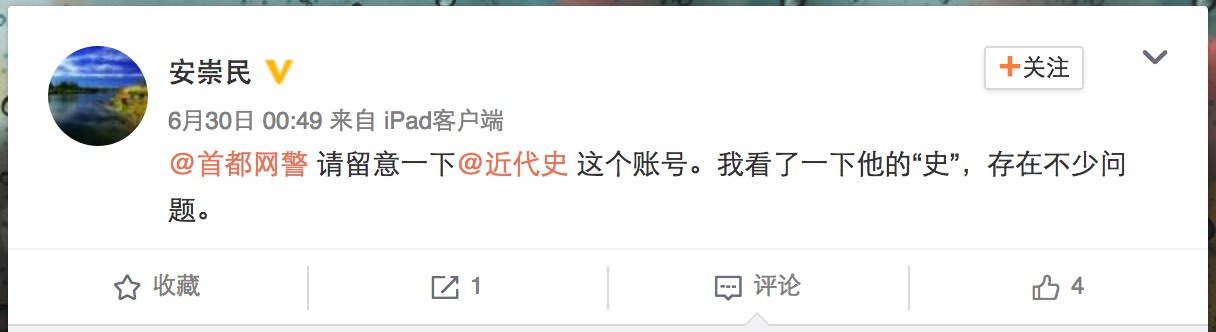 安崇民
+关注
6月30日 00:49 来自 iPad客户端
@首都网警 请留意一下@近代史 这个账号。我看了一下他的“史”，存在不少问
题。
收藏 1 评论 4